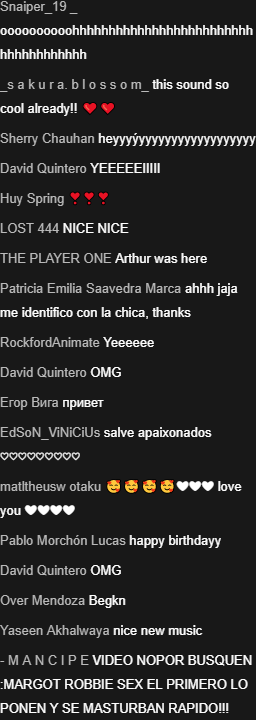 Snaiper_19 _
oooooooooohhhhhhhhhhhhhhhhhhhhhhhhh
hhhhhhhhhhhh
_s a k u r a. b l o s s o m_ this sound so
cool already!! ❤️ ❤️
Sherry Chauhan heyyyýyyyyyyyyyyyyyyyyyy
David Quintero YEEEEEIIIII
Huy Spring ❣️ ❣️ ❣️
LOST 444 NICE NICE
THE PLAYER ONE Arthur was here
Patricia Emilia Saavedra Marca ahhh jaja
me identifico con la chica, thanks
RockfordAnimate Yeeeeee
David Quintero OMG
Егор Вига привет
EdSoN_ViNiCiUs salve apaixonados
♡♡♡♡♡♡♡♡♡
matltheusw otaku 🥰 🥰 🥰 🥰 ❤❤❤ love
you ❤❤❤❤
Pablo Morchón Lucas happy birthdayy
David Quintero OMG
Over Mendoza Begkn
Yaseen Akhalwaya nice new music
- M A N C I P E VIDEO NOPOR BUSQUEN
:MARGOT ROBBIE SEX EL PRIMERO LO
PONEN Y SE MASTURBAN RAPIDO!!!